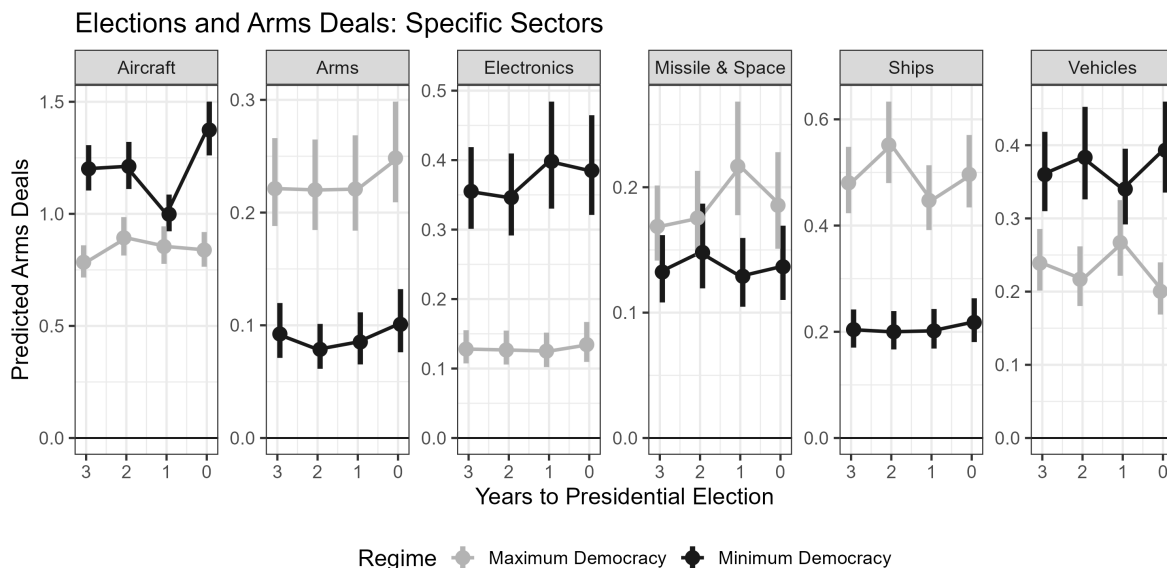 Elections and Arms Deals: Specific Sectors
Aircraft
Arms
Electronics
Missile & Space
Ships
Vehicles
Predicted Arms Deals
1.5
1.0
0.5
0.0
0.3
0.2
0.1
0.0
0.5
0.4
0.3
0.2
0.1
0.0
0.2
0.1
0.0
0.6
0.4
0.2
0.0
0.4
0.3
0.2
0.1
0.0
3 2 1 0
3 2 1 0
3 2 1 0
3 2 1 0
3 2 1 0
3 2 1 0
Years to Presidential Election
Regime Maximum Democracy Minimum Democracy